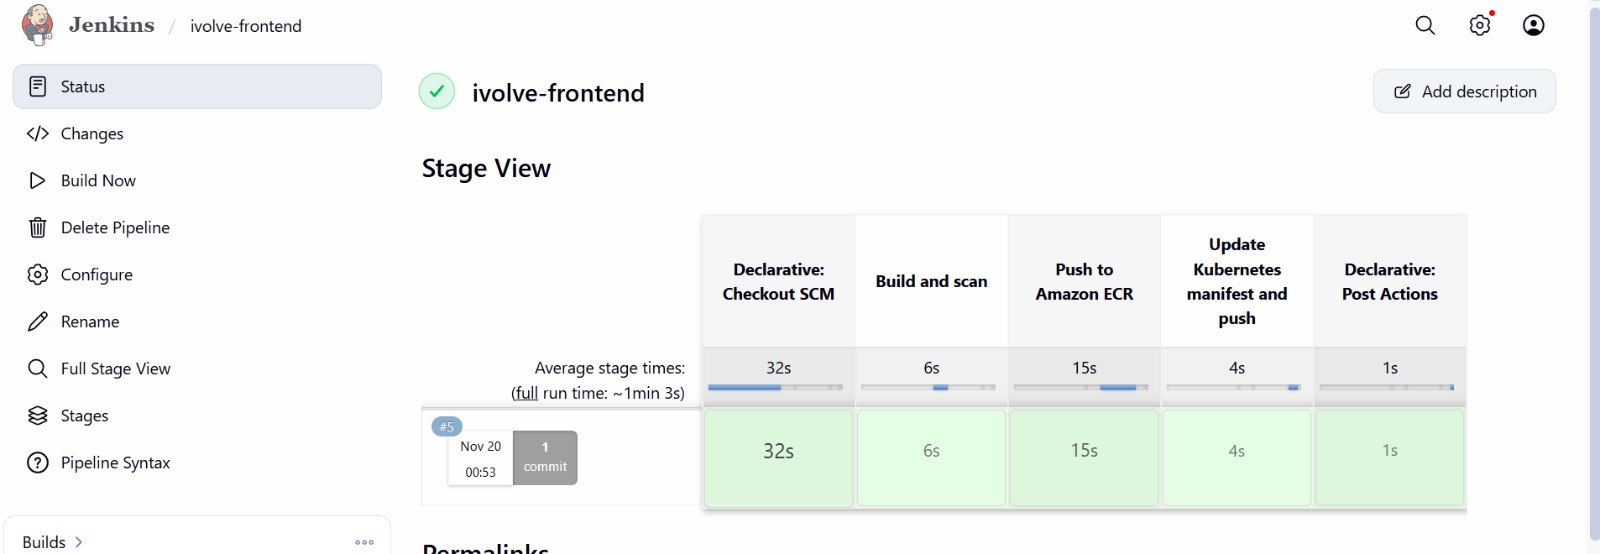 Jenkins / ivolve-frontend
Status
Changes
Build Now
Delete Pipeline
Configure
Rename
Full Stage View
Stages
Pipeline Syntax
Builds
ivolve-frontend
Add description
Stage View
Declarative:
Checkout SCM
Build and scan
Push to
Amazon ECR
Update
Kubernetes
manifest and
push
Declarative:
Post Actions
Average stage times:
(full run time: ~1min 3s)
32s
6s
15s
4s
1s
#5
Nov 20
00:53
1
commit
32s
6s
15s
4s
1s
Permalinks